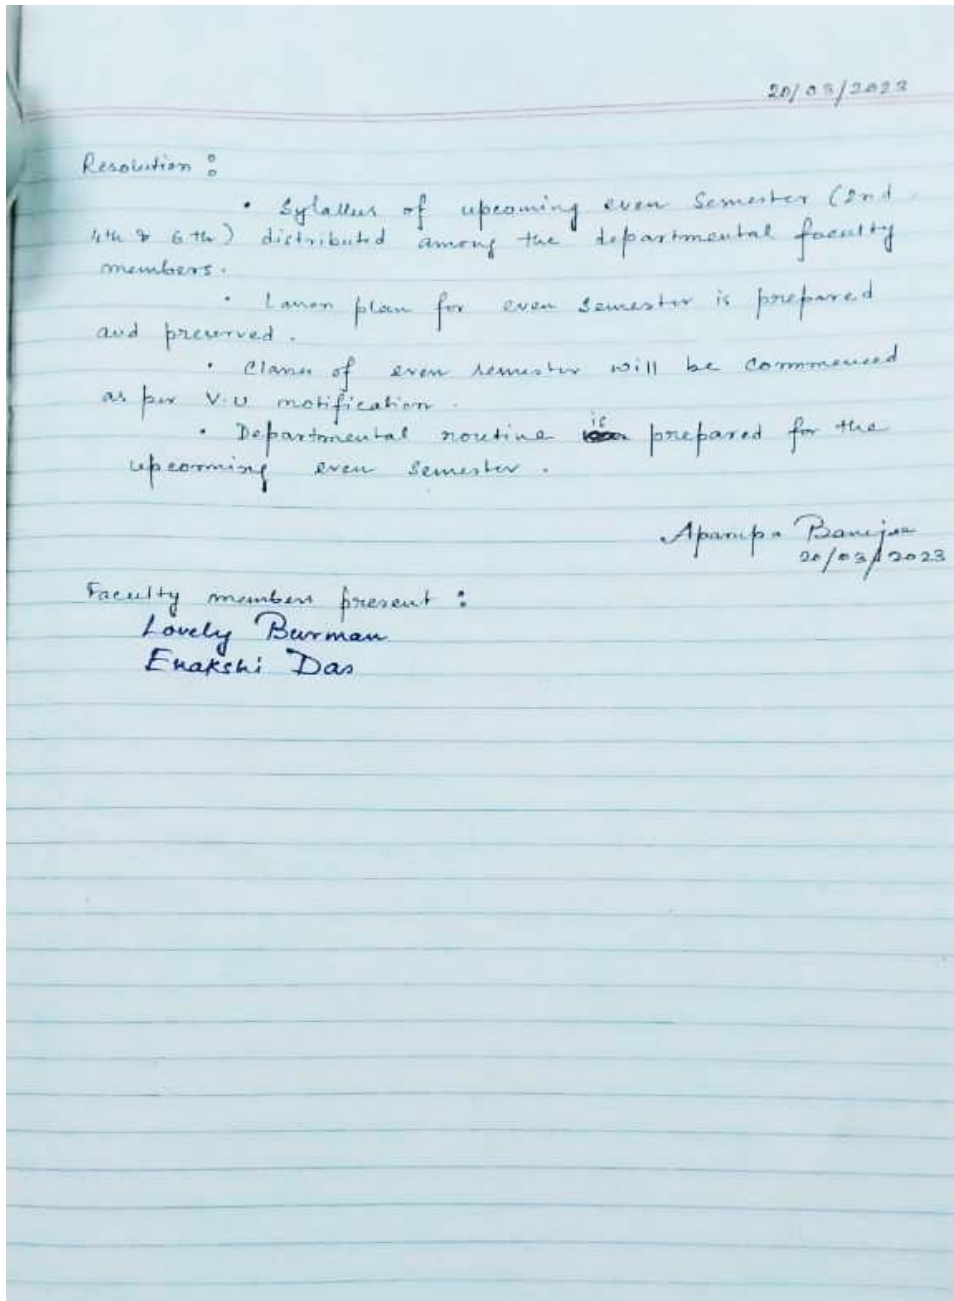 20/03/2023
Resolution :
• Syllabus of upcoming even Semester (2nd
4th & 6th) distributed among the departmental faculty
members.
• Lesson plan for even semester is prepared
and preserved.
• Classes of even semester will be commenced
as per V.U notification.
• Departmental routine is prepared for the
upcomming even semester.
Banerjee
20/03/2023
Faculty members present :
Lovely Burman
Enakshi Das